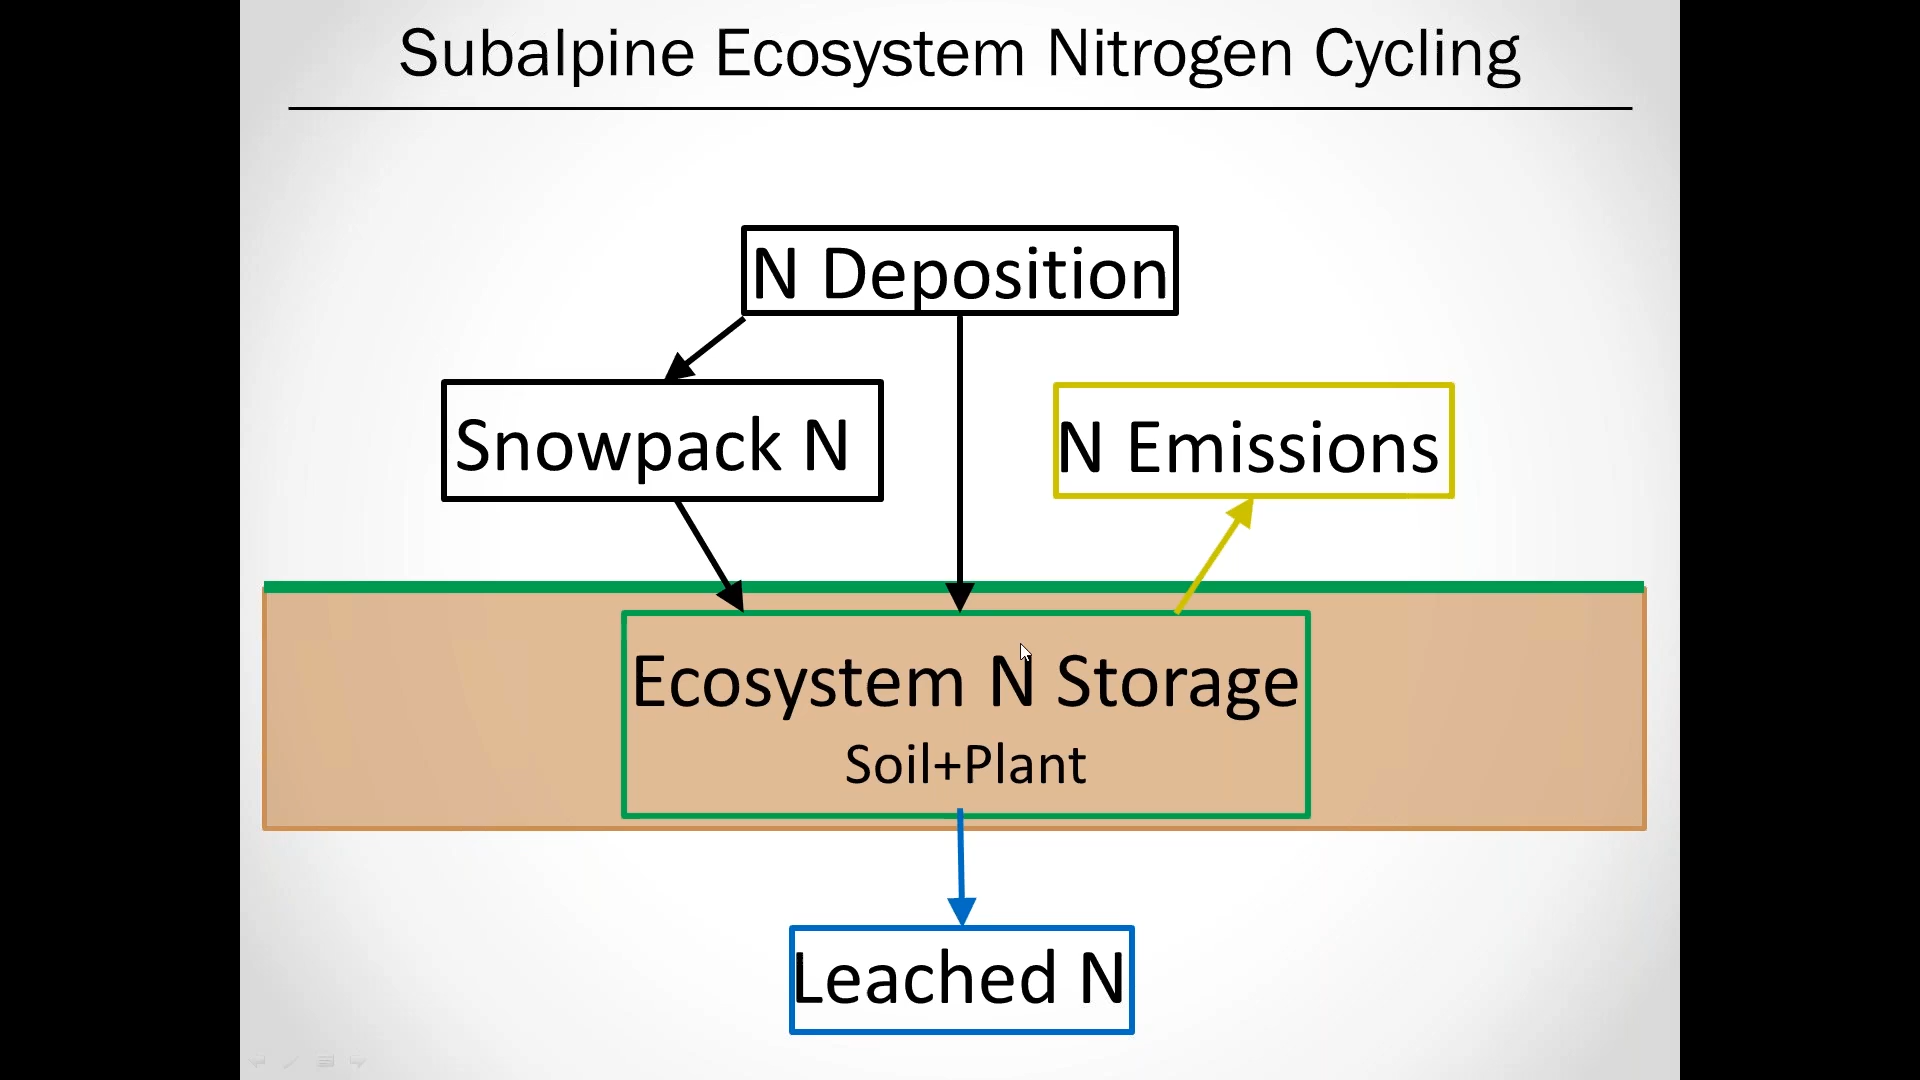 Subalpine Ecosystem Nitrogen Cycling
N Deposition
Snowpack N
N Emissions
Ecosystem N Storage
Soil+Plant
Leached N